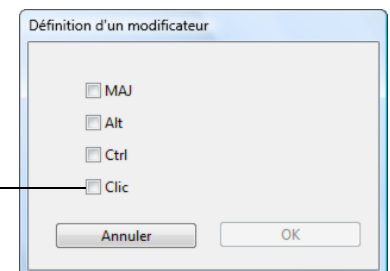 Définition d'un modificateur
MAJ
Alt
Ctrl
Clic
Annuler
OK